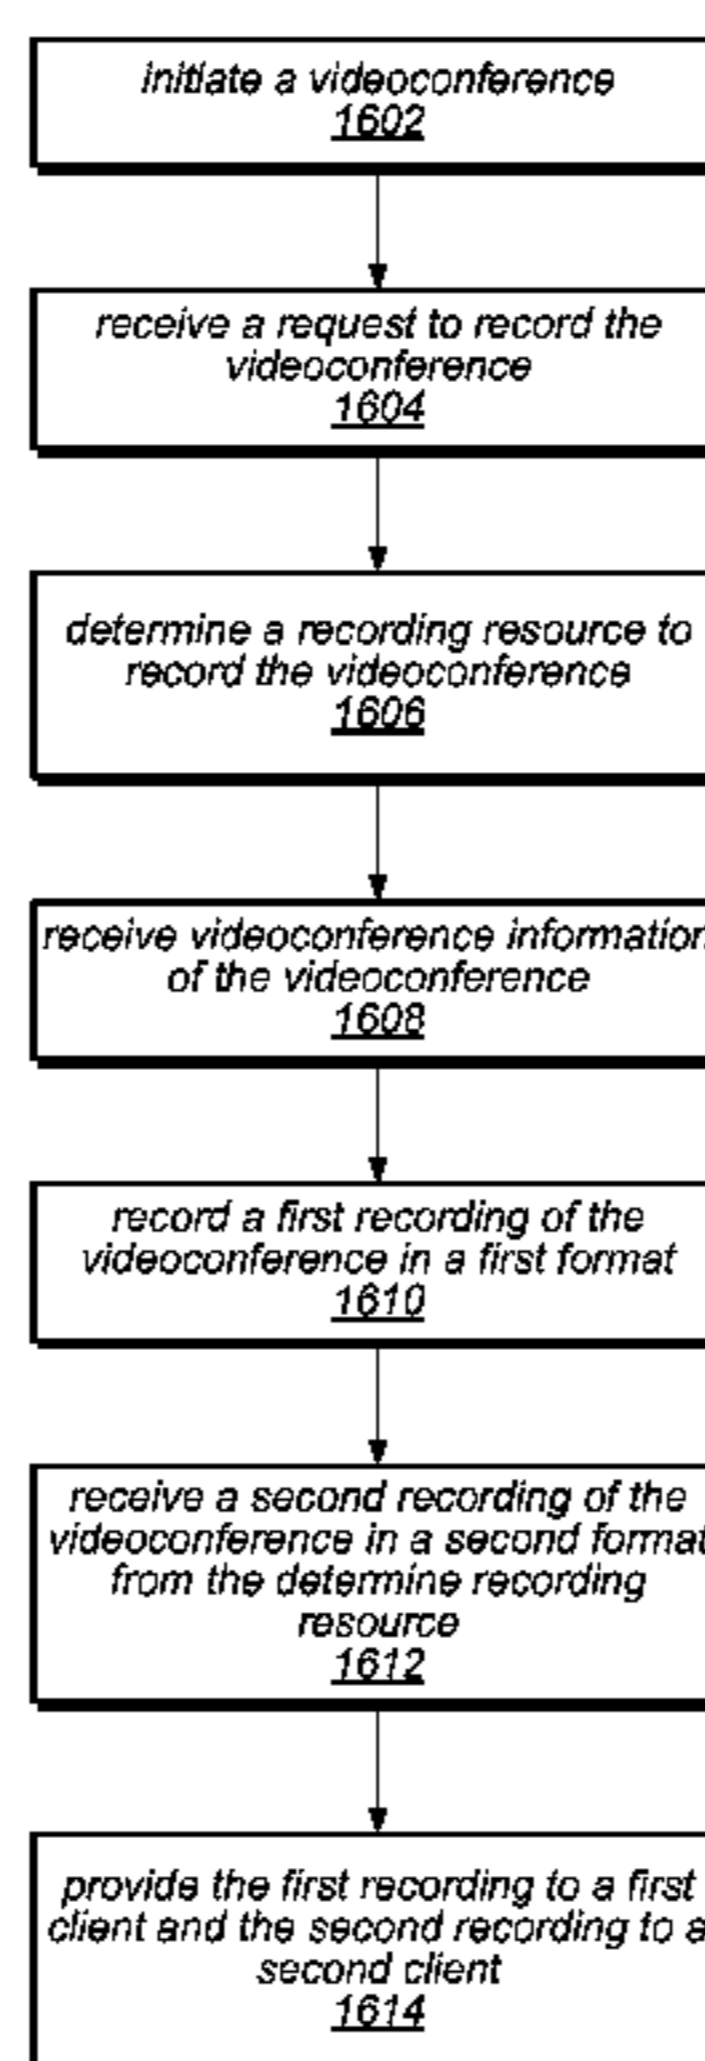 initiate a videoconference
1602
receive a request to record the
videoconference
1604
determine a recording resource to
record the videoconference
1606
receive videoconference information
of the videoconference
1608
record a first recording of the
videoconference in a first format
1610
receive a second recording of the
videoconference in a second format
from the determine recording
resource
1612
provide the first recording to a first
client and the second recording to a
second client
1614